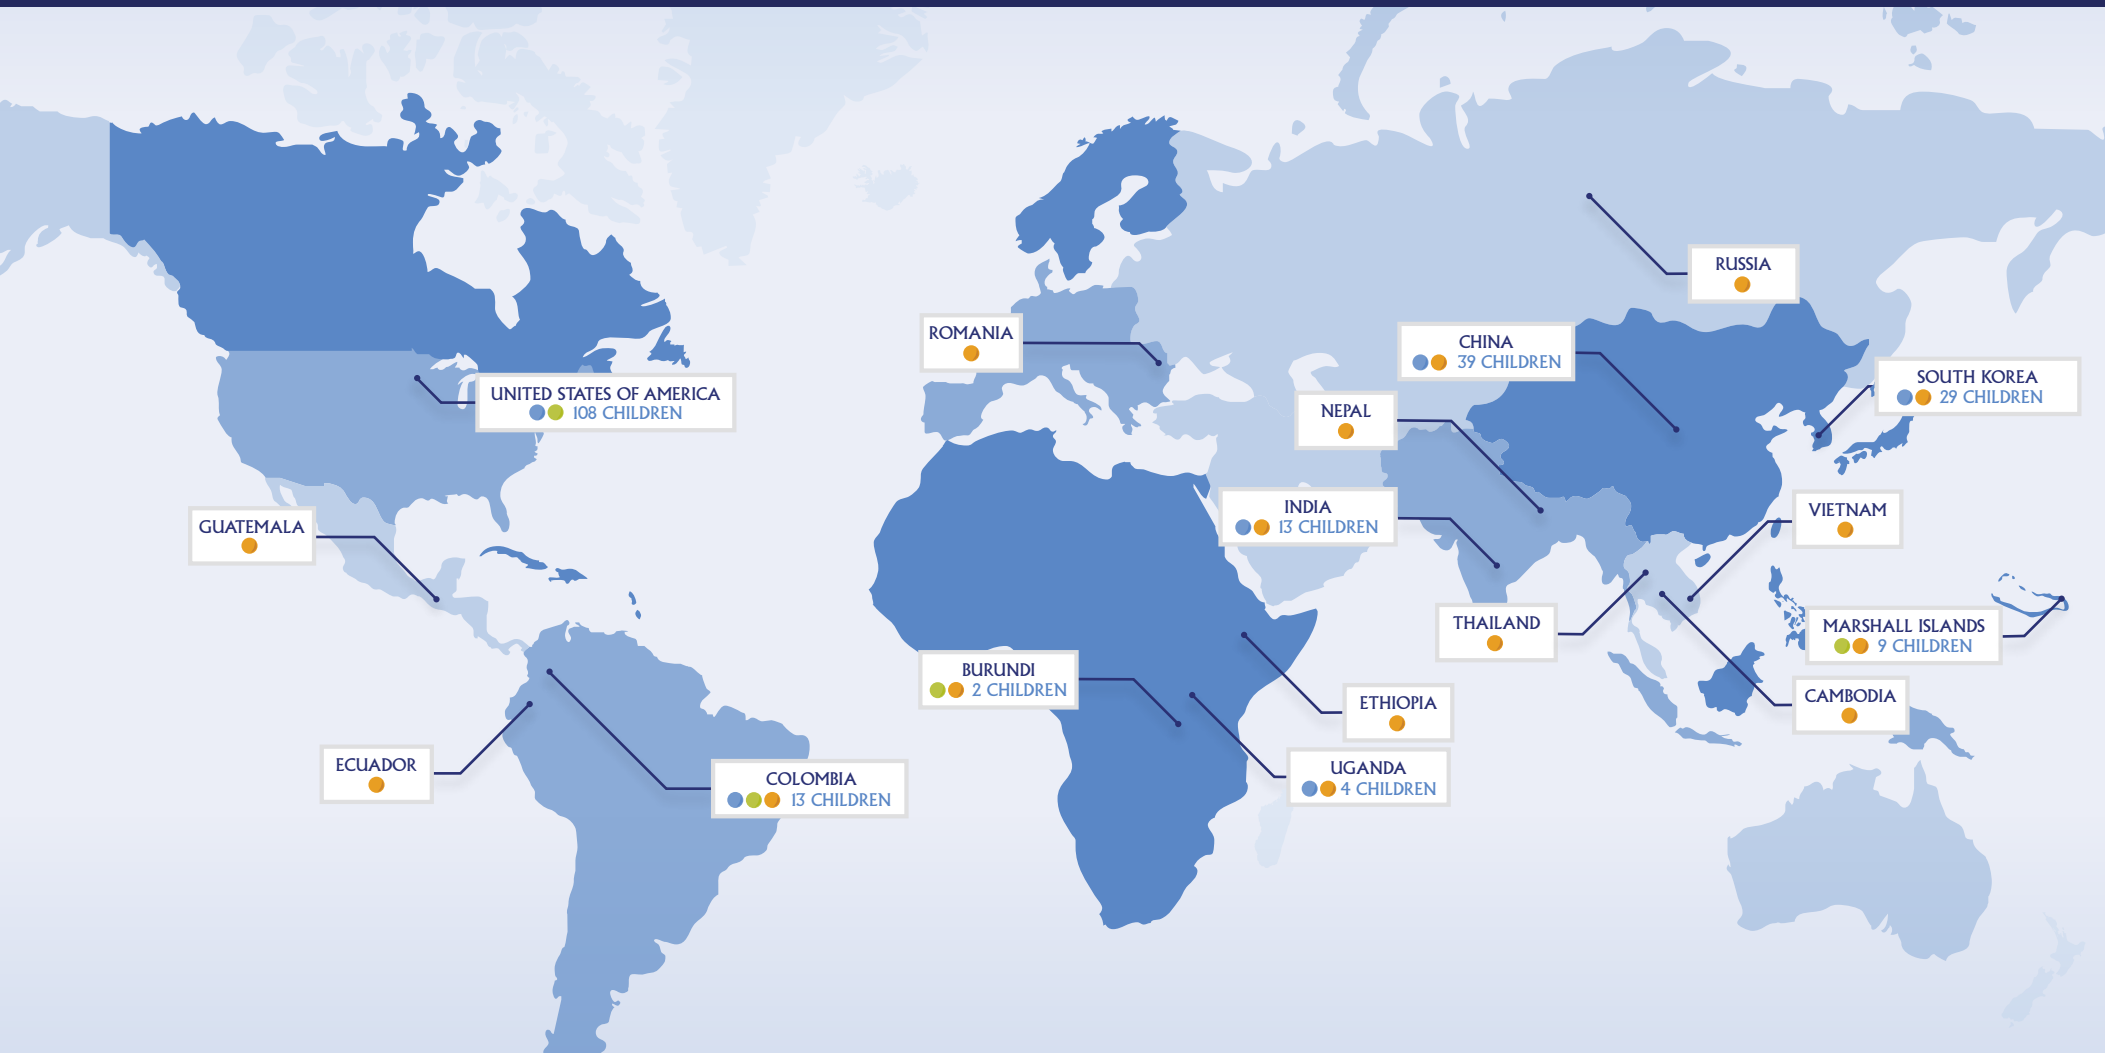 RUSSIA
ROMANIA
CHINA
39 CHILDREN
SOUTH KOREA
29 CHILDREN
UNITED STATES OF AMERICA
108 CHILDREN
NEPAL
INDIA
13 CHILDREN
VIETNAM
GUATEMALA
THAILAND
MARSHALL ISLANDS
9 CHILDREN
BURUNDI
2 CHILDREN
ETHIOPIA
CAMBODIA
ECUADOR
COLOMBIA
13 CHILDREN
UGANDA
4 CHILDREN